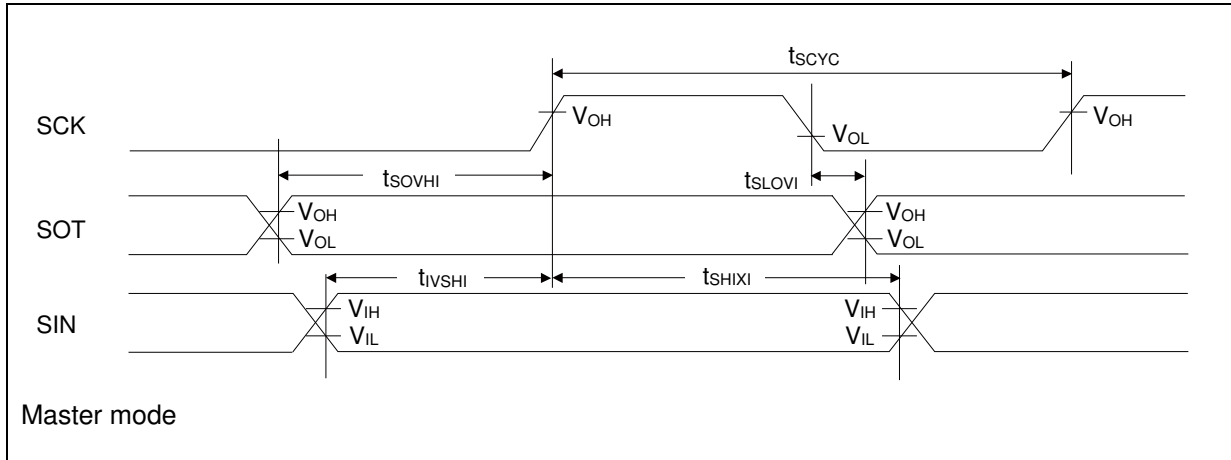 tSCYC
SCK
VOH
VOL
VOH
tSOVHI
tSLOVI
SOT
VOH
VOL
VOH
VOL
tIVSHI
tSHIXI
SIN
VIH
VIL
VIH
VIL
Master mode